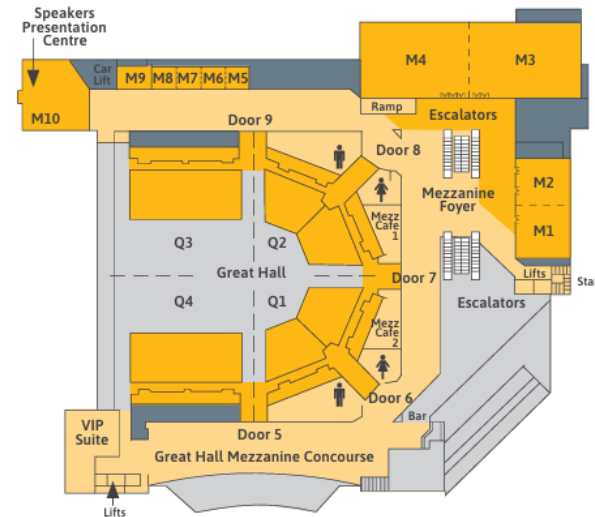 Speakers
Presentation
Centre
Car
Lift
M9
M8
M7
M6
M5
M4
M3
M10
Ramp
Door 9
Escalators
Door 8
M2
Mezzanine
Foyer
Mezz
Cafe
1
M1
Q3
Q2
Great Hall
Door 7
Lifts
Sta
Q4
Q1
Escalators
Mezz
Cafe
2
Door 6
Bar
VIP
Suite
Door 5
Great Hall Mezzanine Concourse
Lifts